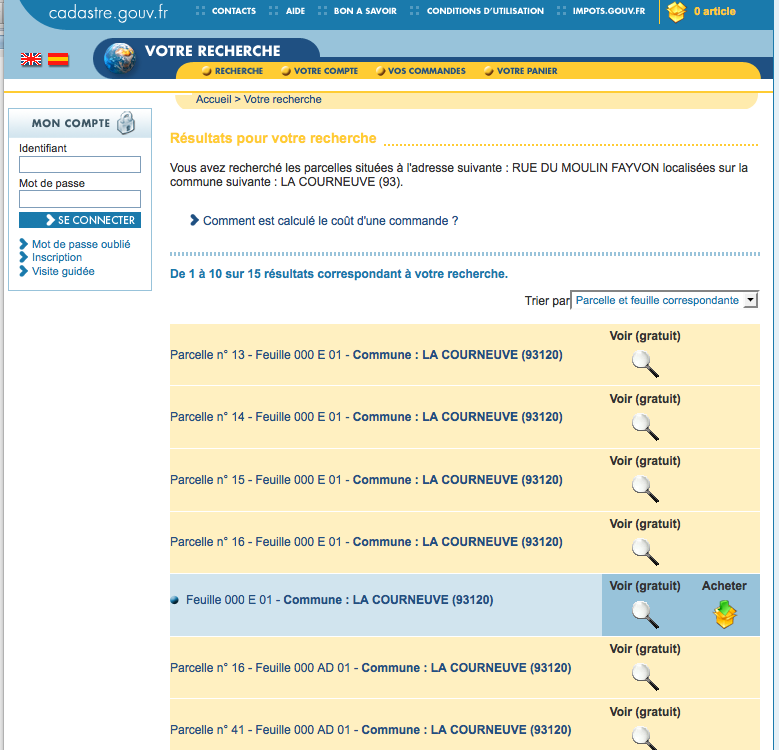 cadastre.gouv.fr
CONTACTS AIDE BON A SAVOIR CONDITIONS D'UTILISATION IMPOTS.GOUV.FR 0 article
VOTRE RECHERCHE
RECHERCHE VOTRE COMPTE VOS COMMANDES VOTRE PANIER
Accueil > Votre recherche
MON COMPTE
Identifiant
Mot de passe
SE CONNECTER
Mot de passe oublié
Inscription
Visite guidée
Résultats pour votre recherche
Vous avez recherché les parcelles situées à l'adresse suivante : RUE DU MOULIN FAYVON localisées sur la
commune suivante : LA COURNEUVE (93).
Comment est calculé le coût d'une commande ?
De 1 à 10 sur 15 résultats correspondant à votre recherche.
Trier par Parcelle et feuille correspondante
Voir (gratuit)
Parcelle n° 13 - Feuille 000 E 01 - Commune : LA COURNEUVE (93120)
Voir (gratuit)
Parcelle n° 14 - Feuille 000 E 01 - Commune : LA COURNEUVE (93120)
Voir (gratuit)
Parcelle n° 15 - Feuille 000 E 01 - Commune : LA COURNEUVE (93120)
Voir (gratuit)
Parcelle n° 16 - Feuille 000 E 01 - Commune : LA COURNEUVE (93120)
Voir (gratuit) Acheter
Feuille 000 E 01 - Commune : LA COURNEUVE (93120)
Voir (gratuit)
Parcelle n° 16 - Feuille 000 AD 01 - Commune : LA COURNEUVE (93120)
Voir (gratuit)
Parcelle n° 41 - Feuille 000 AD 01 - Commune : LA COURNEUVE (93120)